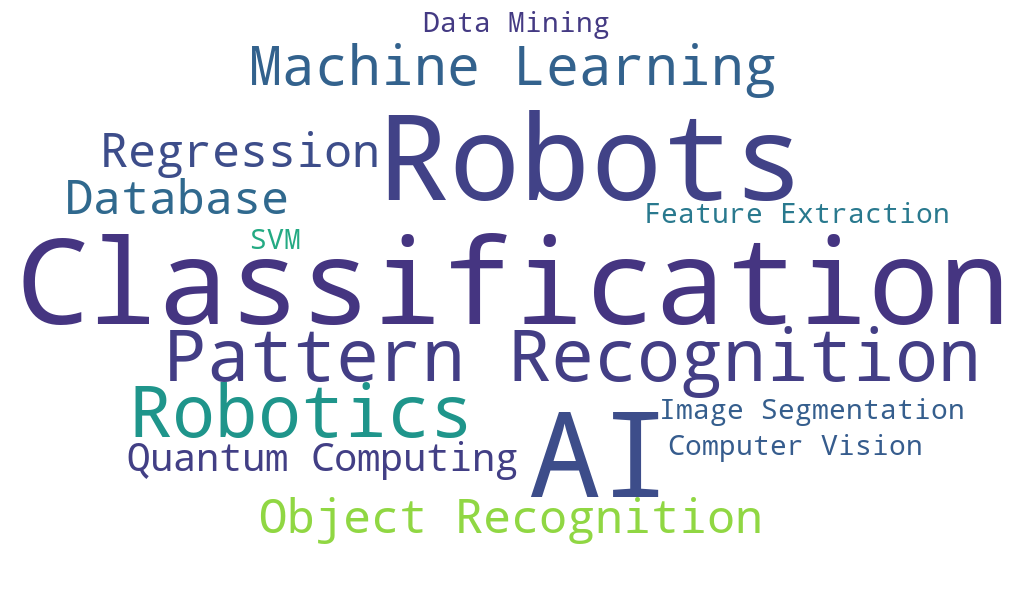 Data Mining
Machine Learning
Robots
Regression
Database
Feature Extraction
SVM
Classification
Pattern Recognition
Robotics
AI
Image Segmentation
Computer Vision
Quantum Computing
Object Recognition